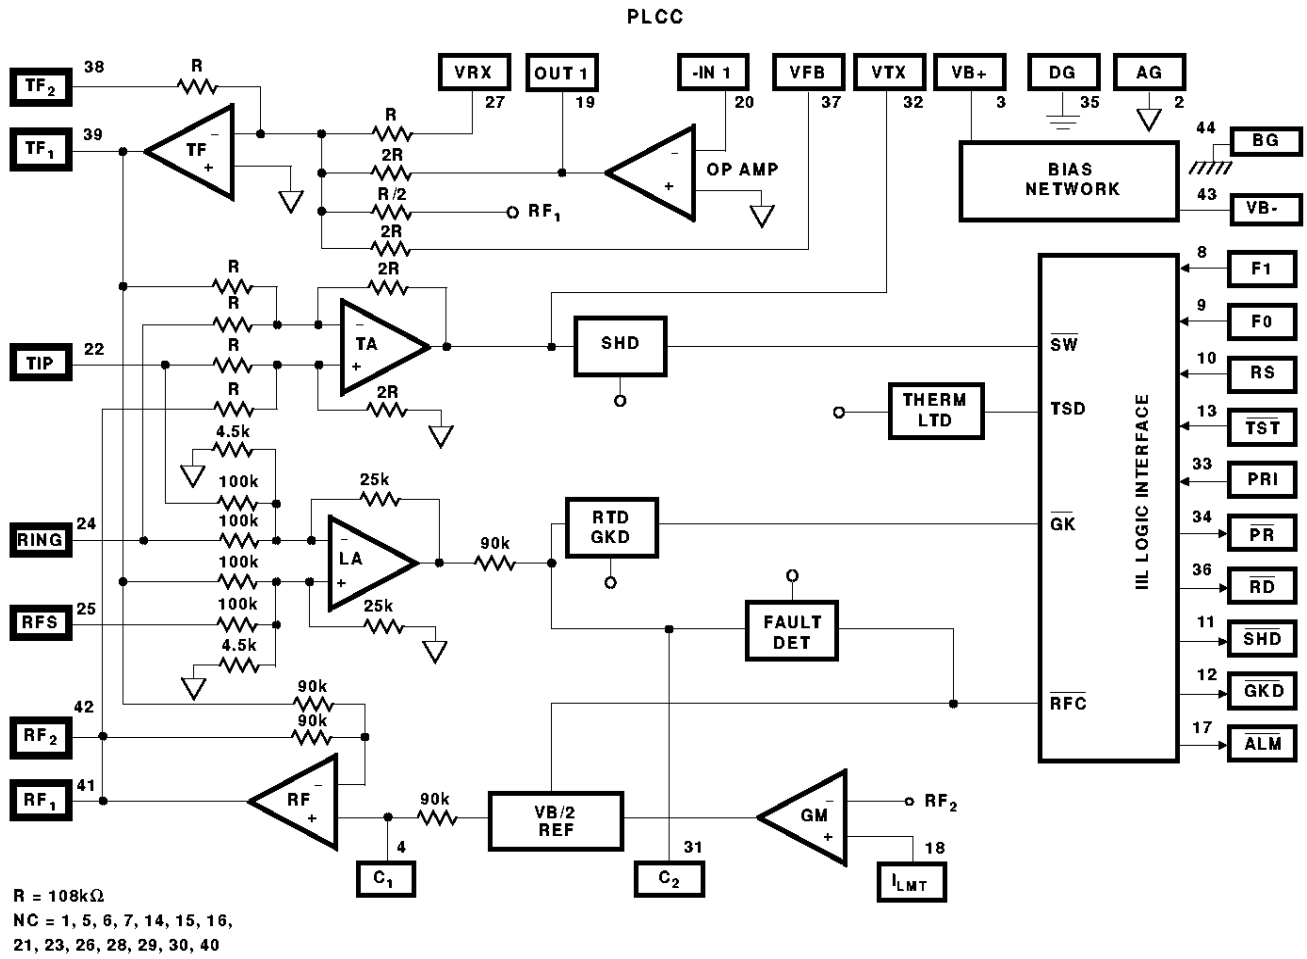 PLCC
38
R
VRX
27
OUT 1
19
-IN 1
20
VFB
37
VTX
32
VB+
3
DG
35
AG
2
TF2
39
TF1
−
TF
+
R
2R
R/2
RF1
2R
−
+
OP AMP
BIAS
NETWORK
44
BG
43
VB-
R
2R
R
−
TA
+
R
R
2R
TIP
22
SHD
THERM
LTD
SW
TSD
GK
RFC
IIL LOGIC INTERFACE
8
F1
9
F0
10
RS
13
TST
33
PRI
34
PR
36
RD
11
SHD
12
GKD
17
ALM
4.5k
100k
25k
RING
24
100k
−
LA
+
90k
RTD
GKD
100k
RFS
25
100k
25k
4.5k
FAULT
DET
90k
RF2
42
90k
RF1
41
−
RF
+
90k
4
C1
VB/2
REF
31
C2
−
GM
+
RF2
18
ILMT
R = 108kΩ
NC = 1, 5, 6, 7, 14, 15, 16,
21, 23, 26, 28, 29, 30, 40